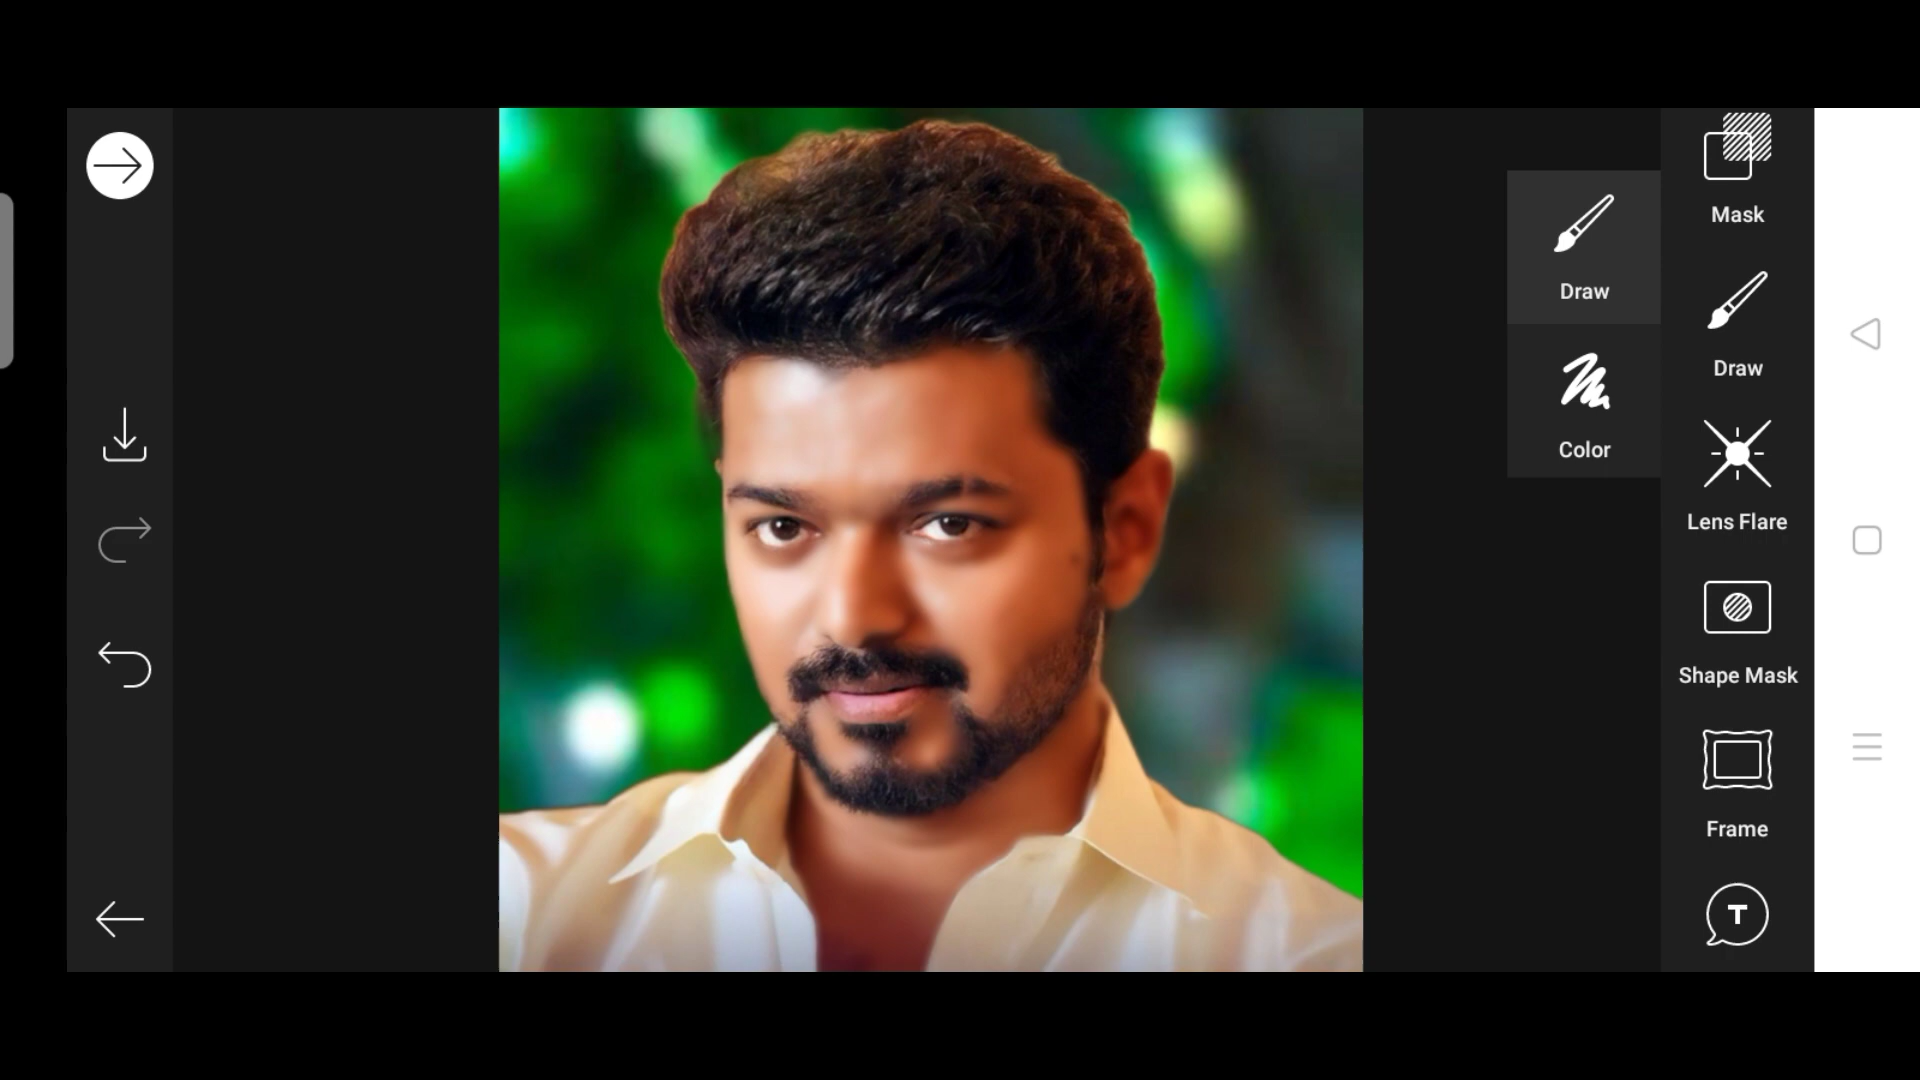 Mask
Draw
Color
Draw
Lens Flare
Shape Mask
Frame
T